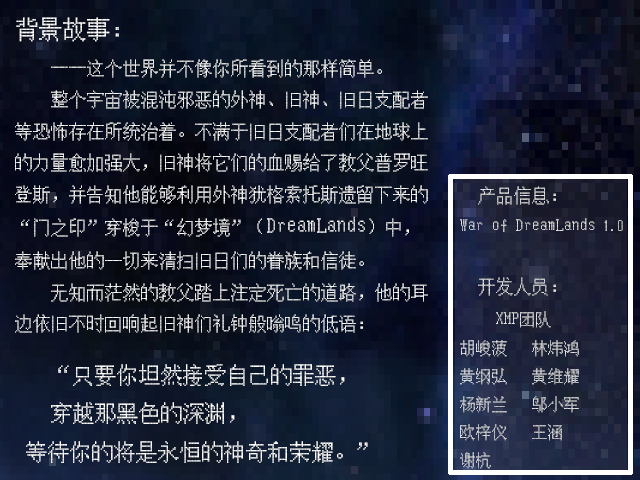 背景故事：
——这个世界并不像你所看到的那样简单。
整个宇宙被混沌邪恶的外神、旧神、旧日支配者
等恐怖存在所统治着。不满于旧日支配者们在地球上
的力量愈加强大，旧神将它们的血赐给了教父普罗旺
登斯，并告知他能够利用外神犹格索托斯遗留下来的
“门之印”穿梭于“幻梦境”（DreamLands）中，
奉献出他的一切来清扫旧日们的眷族和信徒。
无知而茫然的教父踏上注定死亡的道路，他的耳
边依旧不时回响起旧神们礼钟般嗡鸣的低语：
“只要你坦然接受自己的罪恶，
穿越那黑色的深渊，
等待你的将是永恒的神奇和荣耀。”
产品信息：
War of DreamLands 1.0
开发人员：
XMP团队
胡峻菠 林炜鸿
黄纲弘 黄维耀
杨新兰 邬小军
欧梓仪 王涵
谢杭